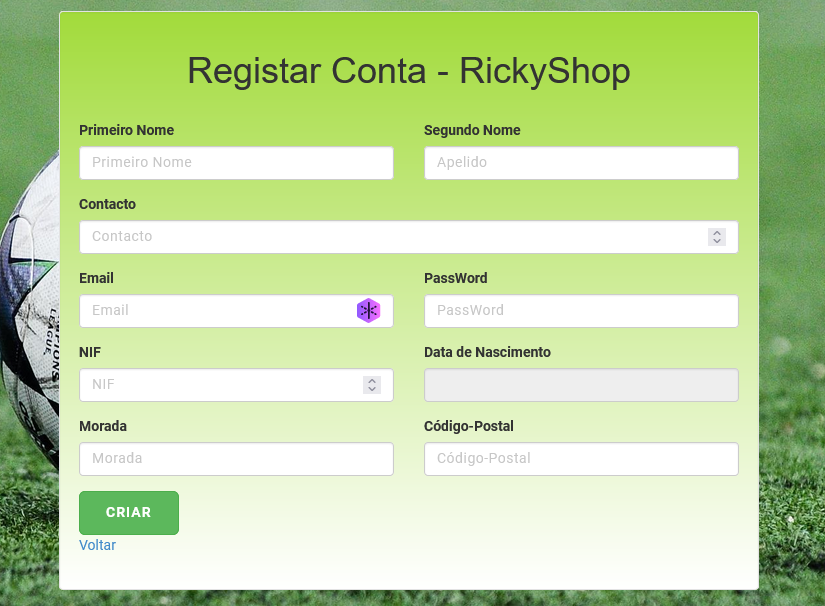 Registar Conta - RickyShop
Primeiro Nome
Segundo Nome
Primeiro Nome
Apelido
Contacto
Contacto
Email
PassWord
Email
PassWord
NIF
Data de Nascimento
NIF
Morada
Código-Postal
Morada
Código-Postal
CRIAR
Voltar
LEAGUE